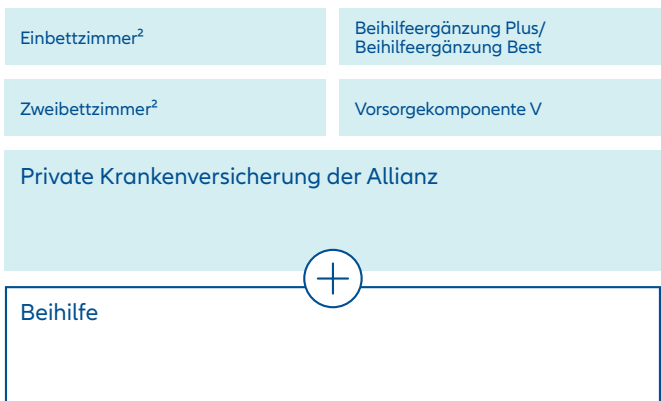 Einbettzimmer²
Beihilfeergänzung Plus/
Beihilfeergänzung Best
Zweibettzimmer²
Vorsorgekomponente V
Private Krankenversicherung der Allianz
Beihilfe